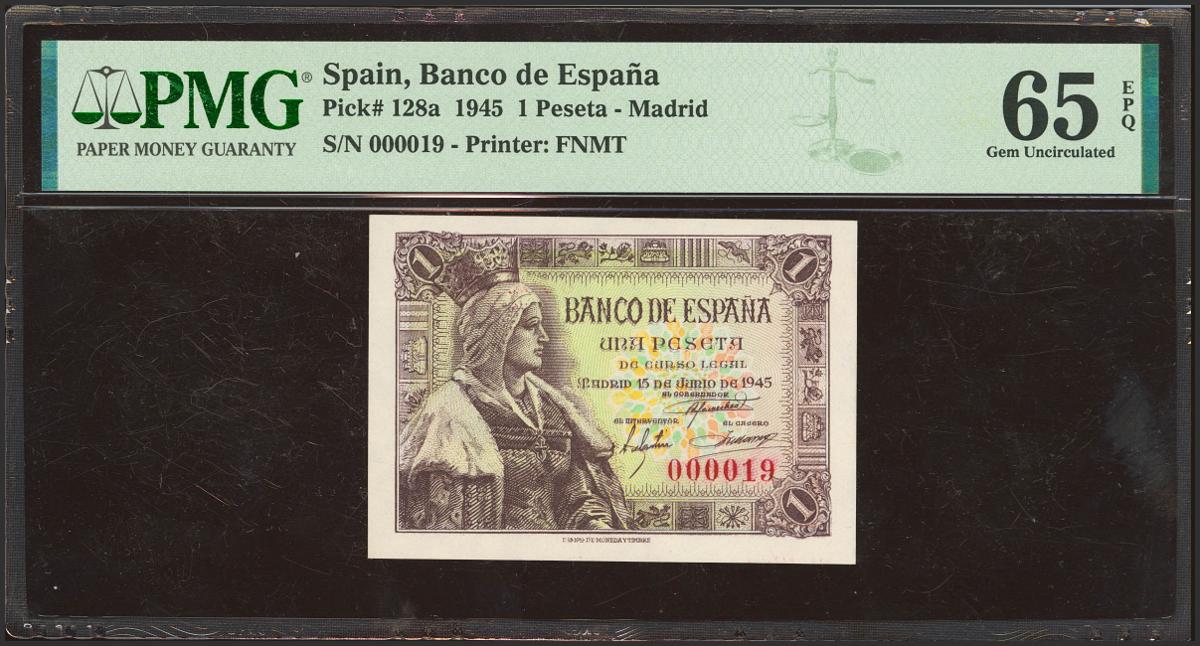 PMG®
PAPER MONEY GUARANTY
Spain, Banco de España
Pick# 128a 1945 1 Peseta - Madrid
S/N 000019 - Printer: FNMT
65
EPQ
Gem Uncirculated
1
1
BANCO DE ESPAÑA
UNA PESETA
DE CURSO LEGAL
MADRID 15 DE JUNIO DE 1945
EL GOBERNADOR
EL INTERVENTOR
EL CAJERO
000019
1